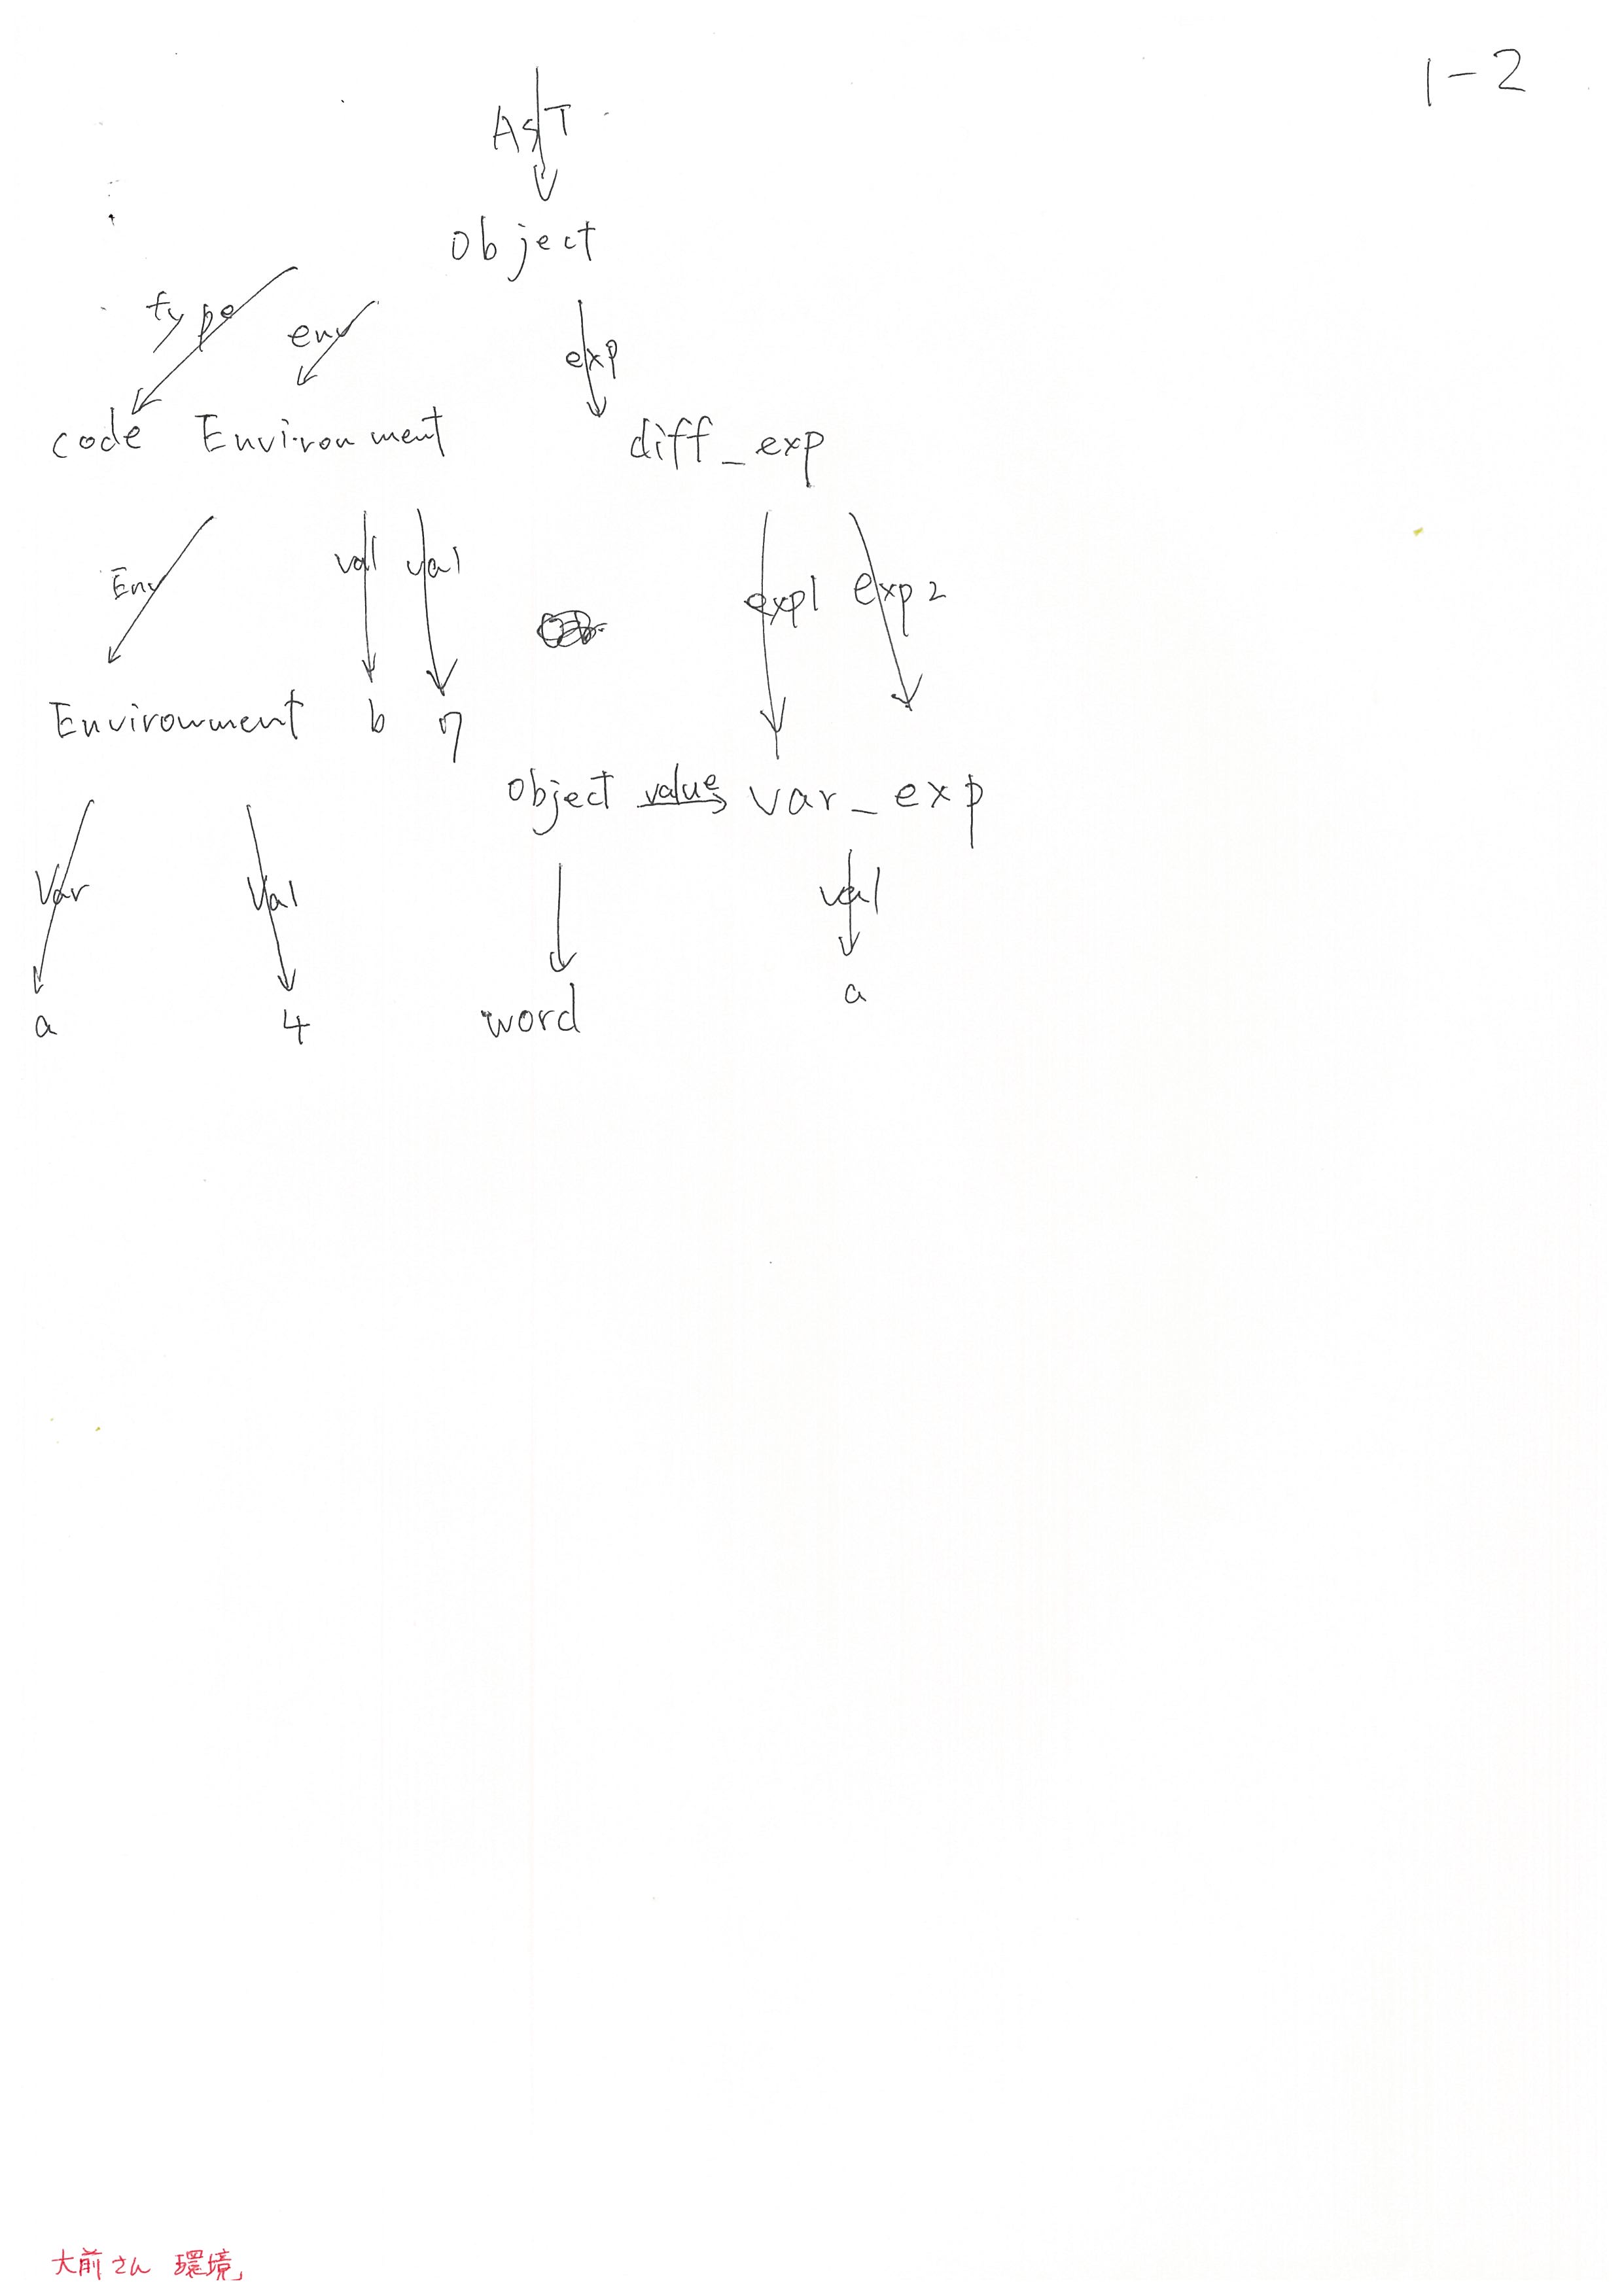 1-2
AST
object
type
env
exp
code Environment diff_exp
Env val val exp1 exp2
Environment b 7
object value var_exp
Var Val val
a 4 word a
大前さん 環境」